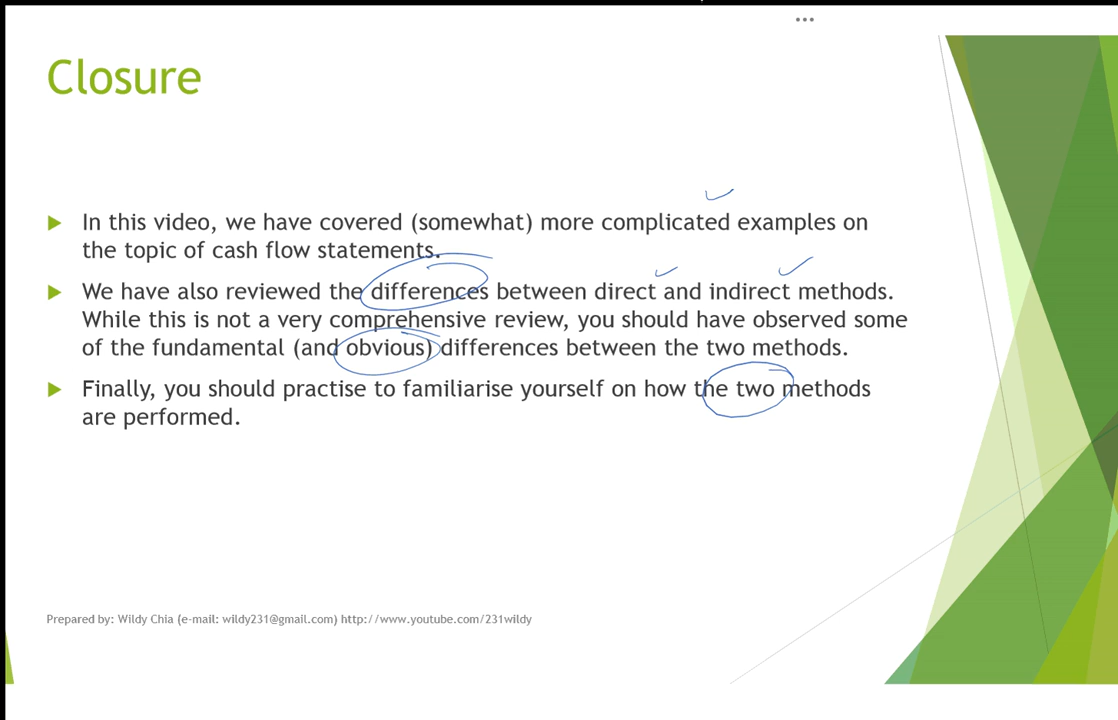 Closure
In this video, we have covered (somewhat) more complicated examples on
the topic of cash flow statements.
We have also reviewed the differences between direct and indirect methods.
While this is not a very comprehensive review, you should have observed some
of the fundamental (and obvious) differences between the two methods.
Finally, you should practise to familiarise yourself on how the two methods
are performed.
Prepared by: Wildy Chia (e-mail: wildy231@gmail.com) http://www.youtube.com/231wildy